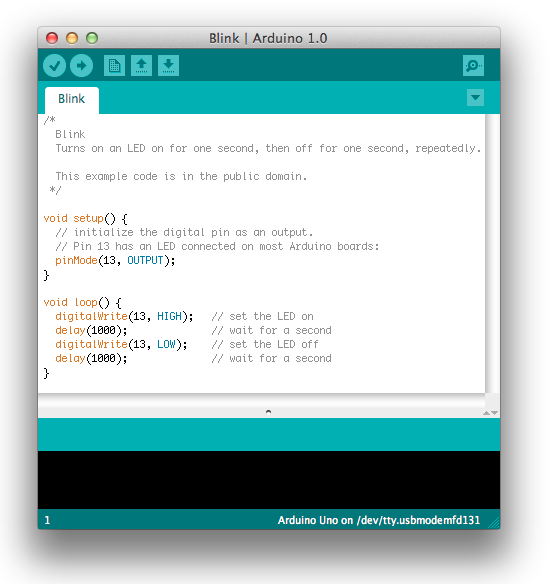 Blink | Arduino 1.0
Blink
/*
  Blink
  Turns on an LED on for one second, then off for one second, repeatedly.
  This example code is in the public domain.
 */
void setup() {
  // initialize the digital pin as an output.
  // Pin 13 has an LED connected on most Arduino boards:
  pinMode(13, OUTPUT);
}
void loop() {
  digitalWrite(13, HIGH);   // set the LED on
  delay(1000);              // wait for a second
  digitalWrite(13, LOW);    // set the LED off
  delay(1000);              // wait for a second
}
1
Arduino Uno on /dev/tty.usbmodemfd131